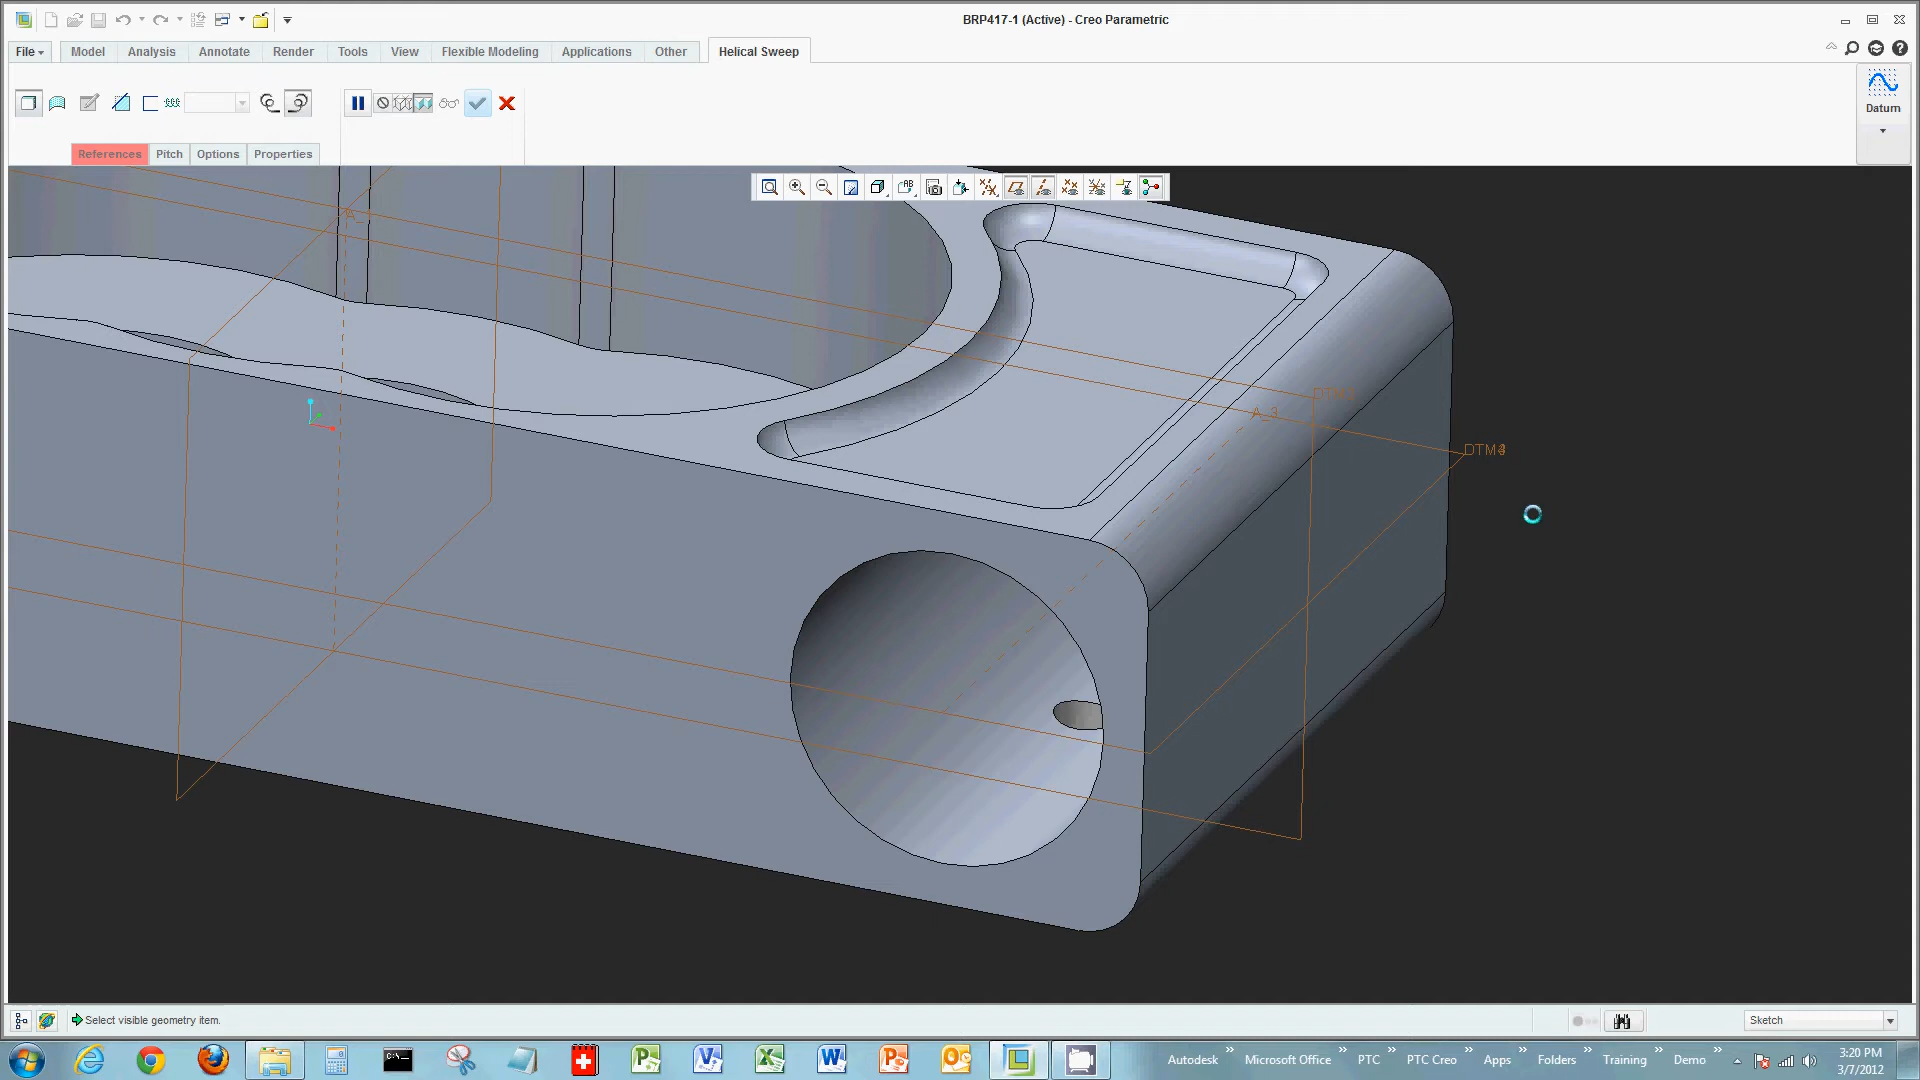 BRP417-1 (Active) - Creo Parametric
File Model Analysis Annotate Render Tools View Flexible Modeling Applications Other Helical Sweep
Datum
References Pitch Options Properties
A_3
Select visible geometry item.
Sketch
Autodesk Microsoft Office PTC PTC Creo Apps Folders Training Demo
3:20 PM
3/7/2012